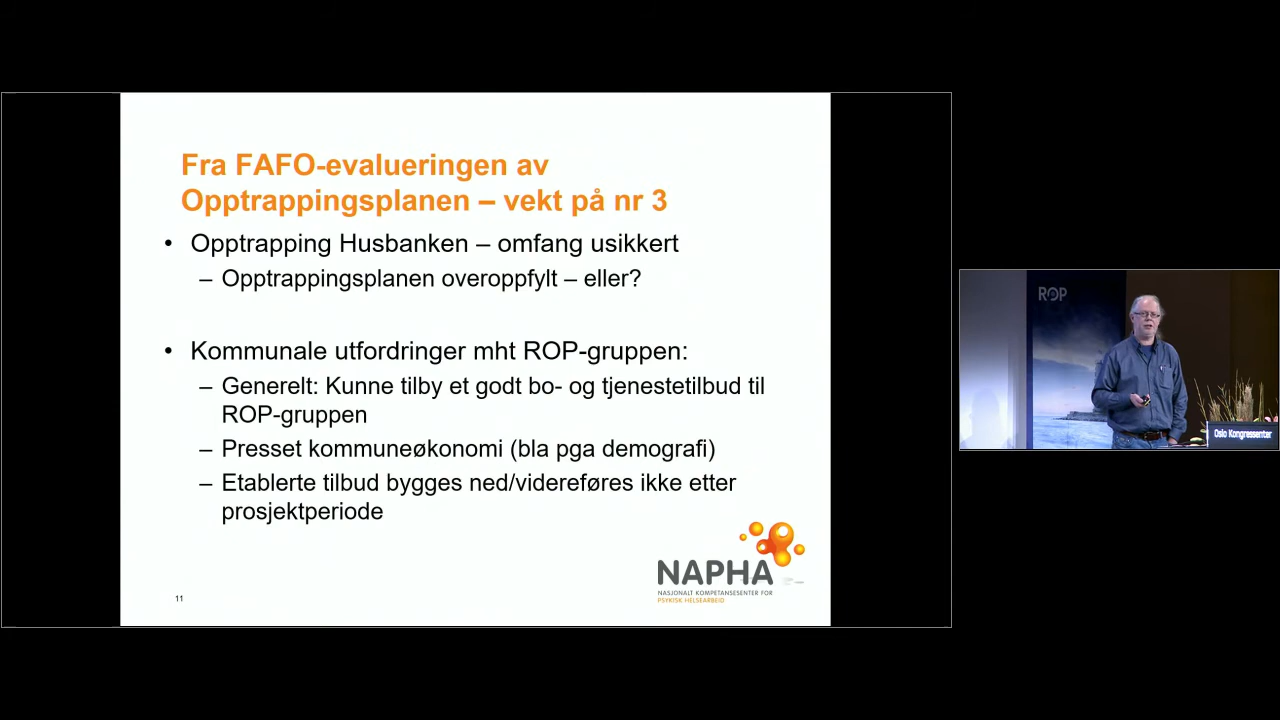 Fra FAFO-evalueringen av
Opptrappingsplanen – vekt på nr 3
• Opptrapping Husbanken – omfang usikkert
– Opptrappingsplanen overoppfylt – eller?
• Kommunale utfordringer mht ROP-gruppen:
– Generelt: Kunne tilby et godt bo- og tjenestetilbud til
ROP-gruppen
– Presset kommuneøkonomi (bla pga demografi)
– Etablerte tilbud bygges ned/videreføres ikke etter
prosjektperiode
NAPHA
NASJONALT KOMPETANSESENTER FOR
PSYKISK HELSEARBEID
11
ROP
Oslo Kongressenter